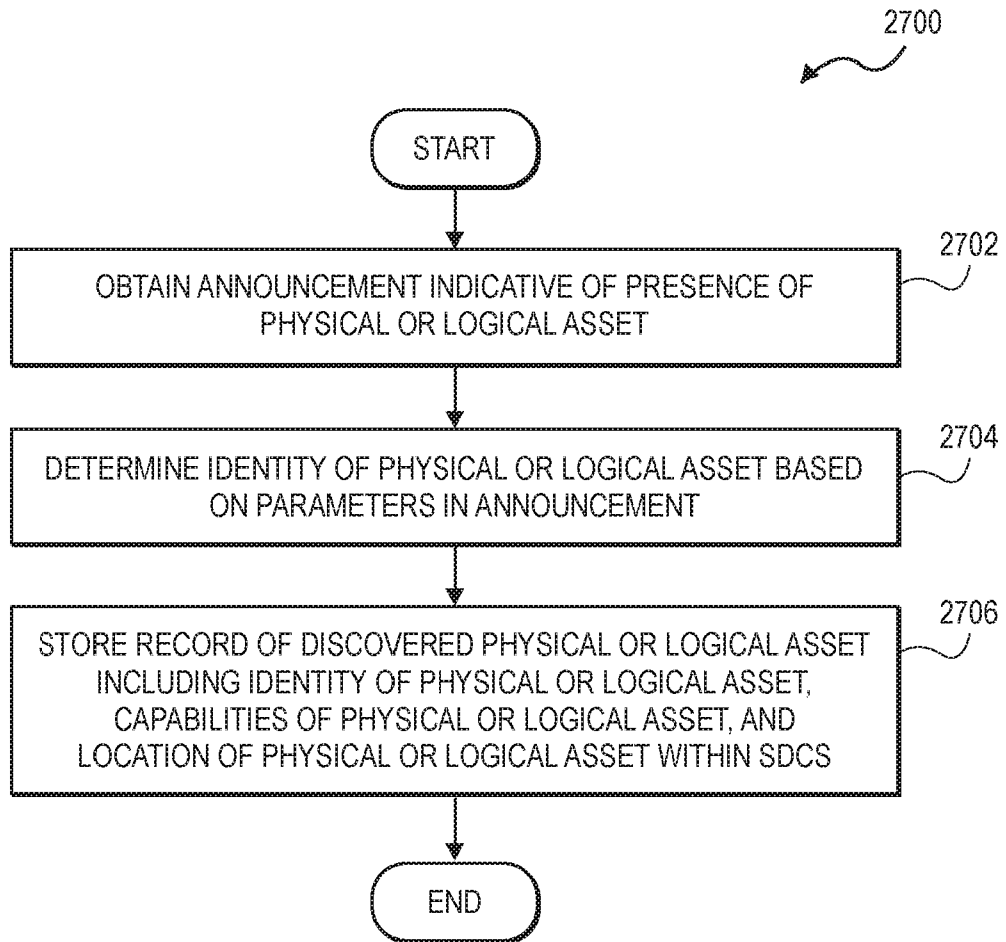 2700
START
2702
OBTAIN ANNOUNCEMENT INDICATIVE OF PRESENCE OF
PHYSICAL OR LOGICAL ASSET
2704
DETERMINE IDENTITY OF PHYSICAL OR LOGICAL ASSET BASED
ON PARAMETERS IN ANNOUNCEMENT
2706
STORE RECORD OF DISCOVERED PHYSICAL OR LOGICAL ASSET
INCLUDING IDENTITY OF PHYSICAL OR LOGICAL ASSET,
CAPABILITIES OF PHYSICAL OR LOGICAL ASSET, AND
LOCATION OF PHYSICAL OR LOGICAL ASSET WITHIN SDCS
END